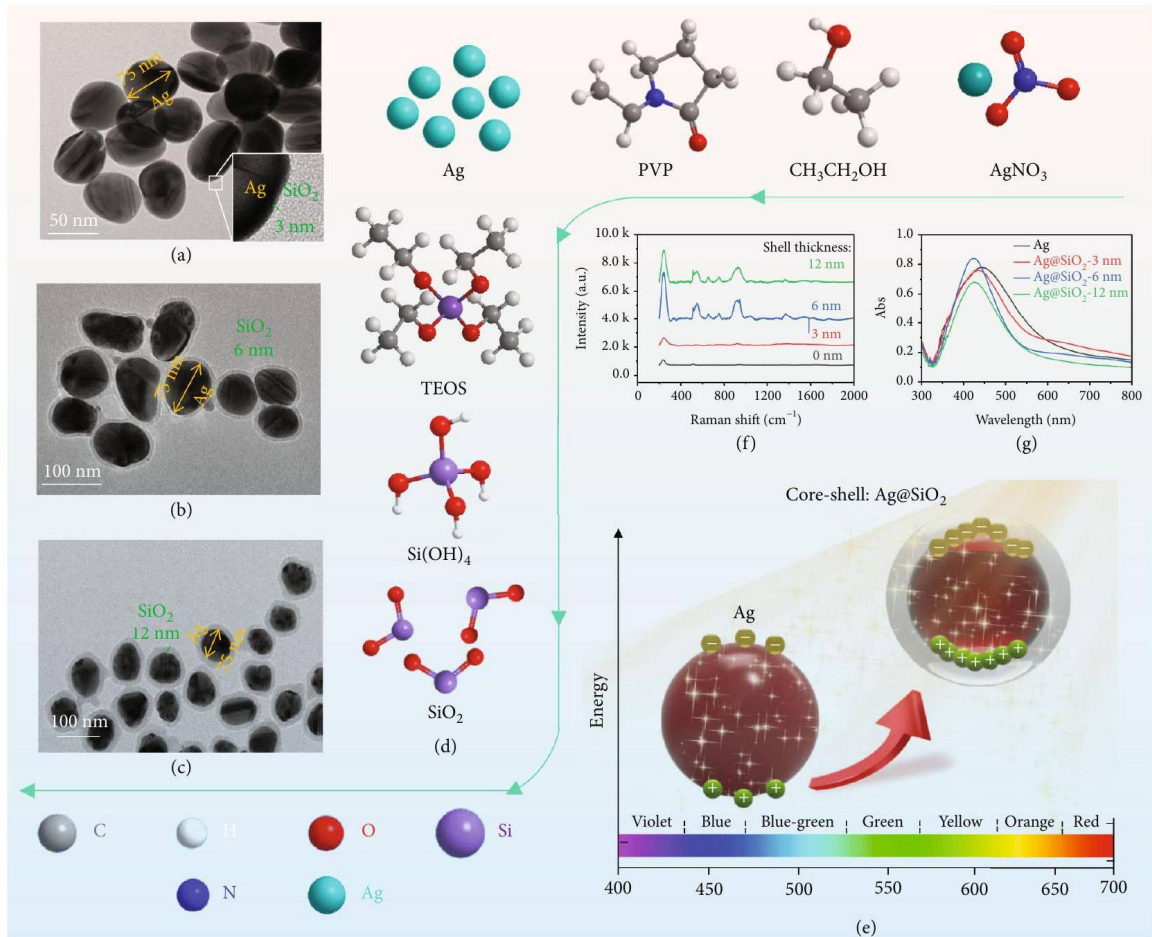 75 nm
Ag
Ag
SiO2
3 nm
50 nm
(a)
SiO2
6 nm
75 nm
Ag
100 nm
(b)
SiO2
12 nm
Ag
75 nm
100 nm
(c)
Ag
PVP
CH3CH2OH
AgNO3
TEOS
Si(OH)4
SiO2
(d)
10.0 k
8.0 k
6.0 k
4.0 k
2.0 k
0.0
Intensity (a.u.)
Shell thickness:
12 nm
6 nm
3 nm
0 nm
0 400 800 1200 1600 2000
Raman shift (cm−1)
(f)
1.0
0.8
0.6
0.4
0.2
0.0
Abs
Ag
Ag@SiO2-3 nm
Ag@SiO2-6 nm
Ag@SiO2-12 nm
300 400 500 600 700 800
Wavelength (nm)
(g)
Core-shell: Ag@SiO2
Ag
Energy
Violet Blue Blue-green Green Yellow Orange Red
400 450 500 550 600 650 700
(e)
C H O Si
N Ag